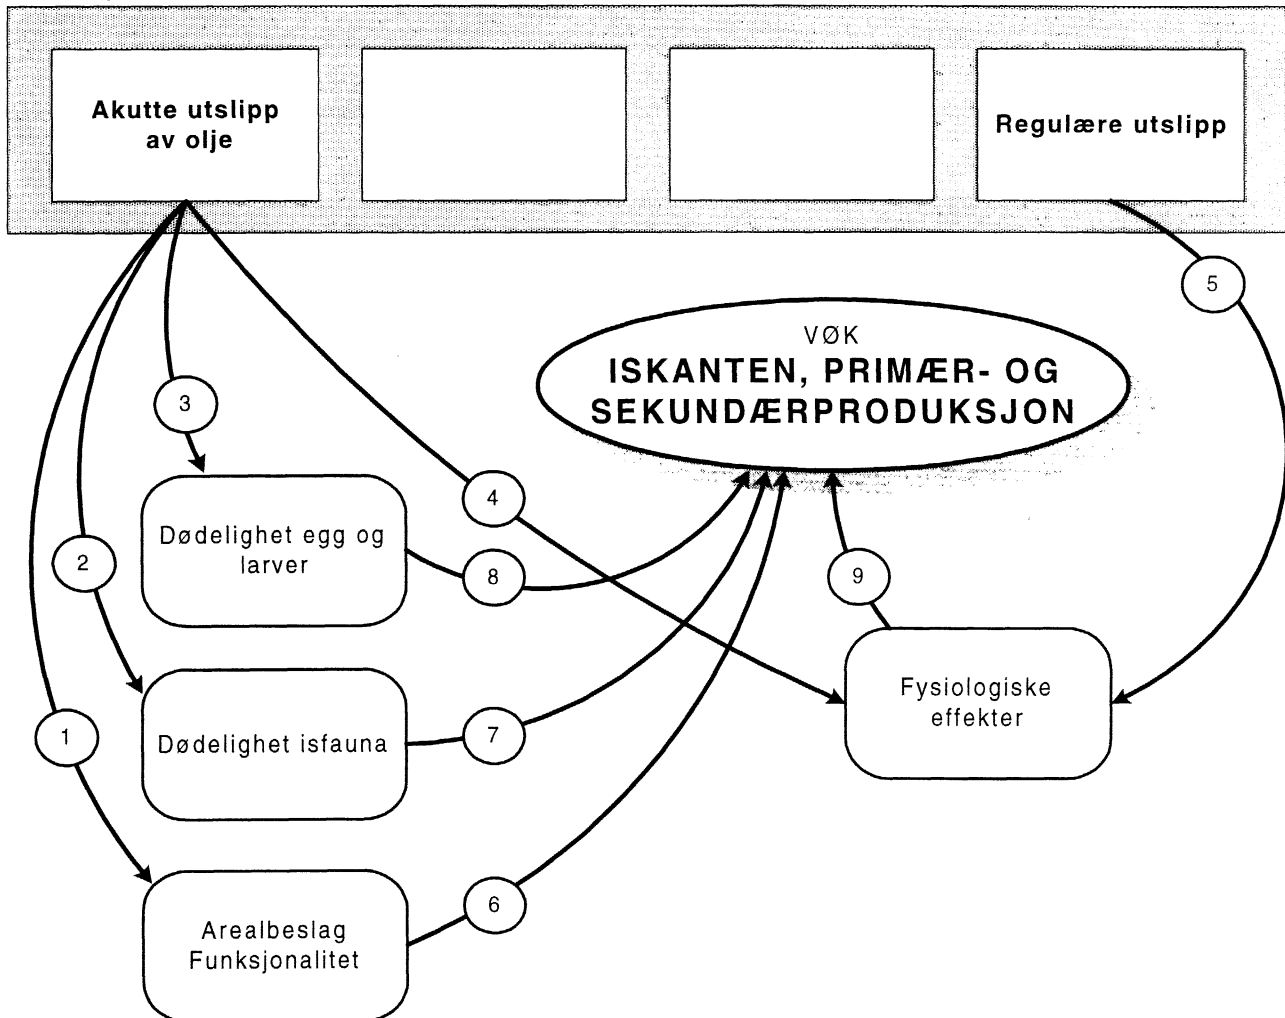 Akutte utslipp
av olje
Regulære utslipp
5
VØK
ISKANTEN, PRIMÆR- OG
SEKUNDÆRPRODUKSJON
3
4
Dødelighet egg og
larver
2
8
9
Fysiologiske
effekter
1
Dødelighet isfauna
7
6
Arealbeslag
Funksjonalitet